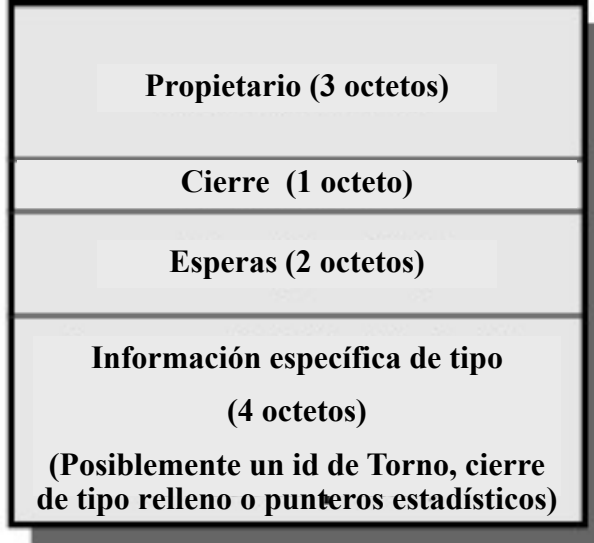 Propietario (3 octetos)
Cierre (1 octeto)
Esperas (2 octetos)
Información específica de tipo
(4 octetos)
(Posiblemente un id de Torno, cierre
de tipo relleno o punteros estadísticos)